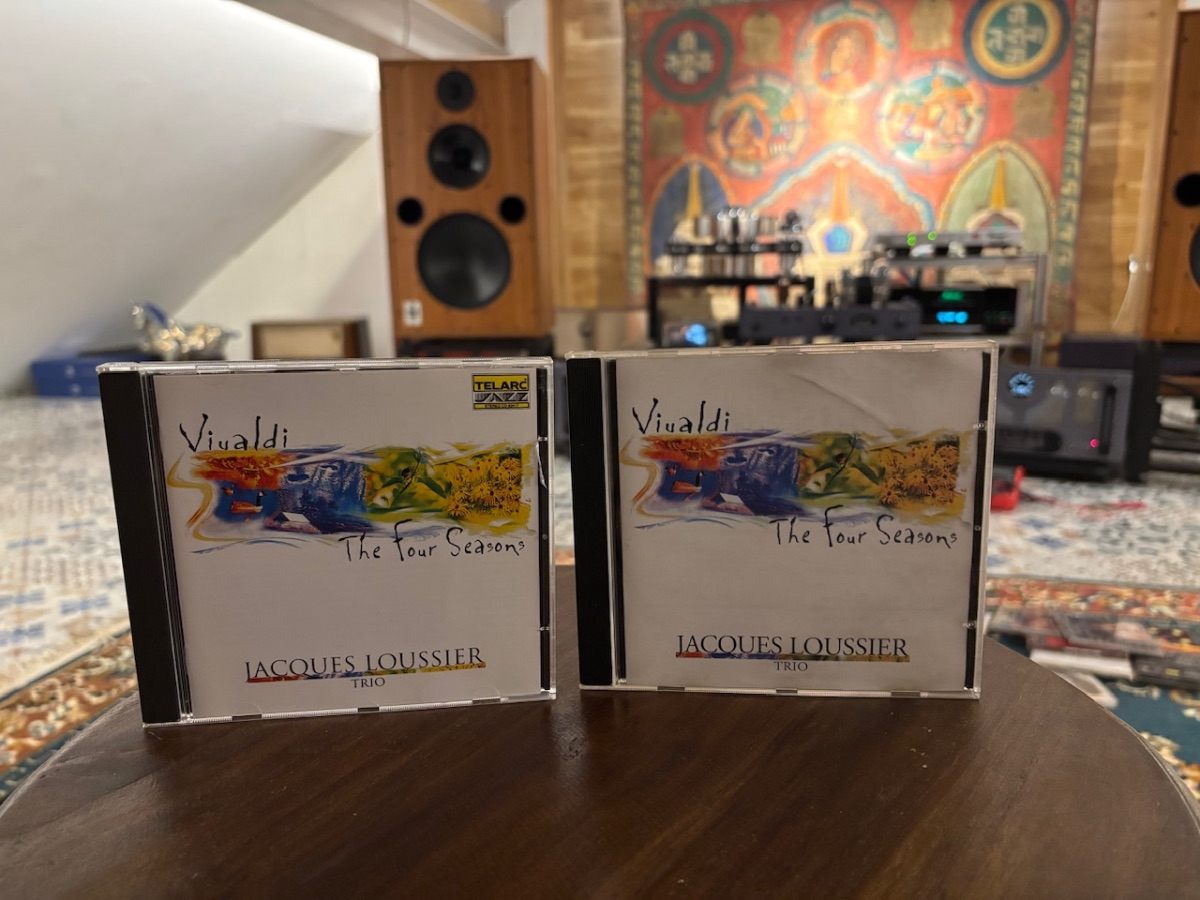 TELARC
JAZZ
Vivaldi
The Four Seasons
JACQUES LOUSSIER
TRIO
Vivaldi
The Four Seasons
JACQUES LOUSSIER
TRIO